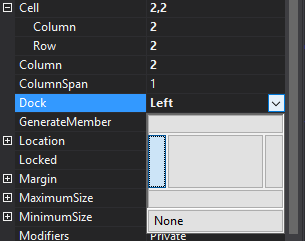 Cell 2,2
Column 2
Row 2
Column 2
ColumnSpan 1
Dock Left
GenerateMember
Location
Locked
Margin
MaximumSize
MinimumSize None
Modifiers Private